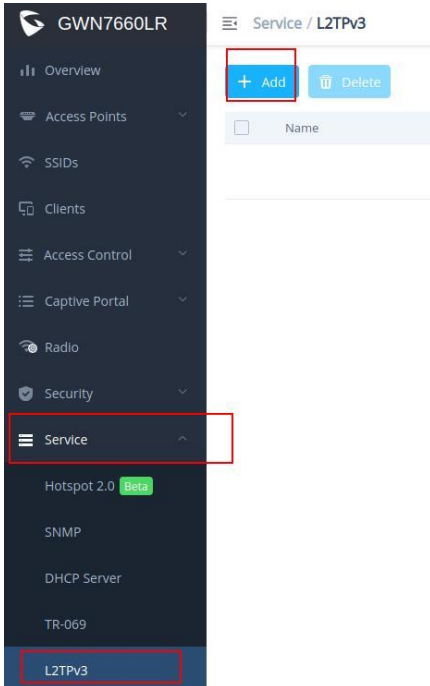 GWN7660LR
Service / L2TPv3
Overview
+ Add
Delete
Access Points
Name
SSIDs
Clients
Access Control
Captive Portal
Radio
Security
Service
Hotspot 2.0 Beta
SNMP
DHCP Server
TR-069
L2TPv3